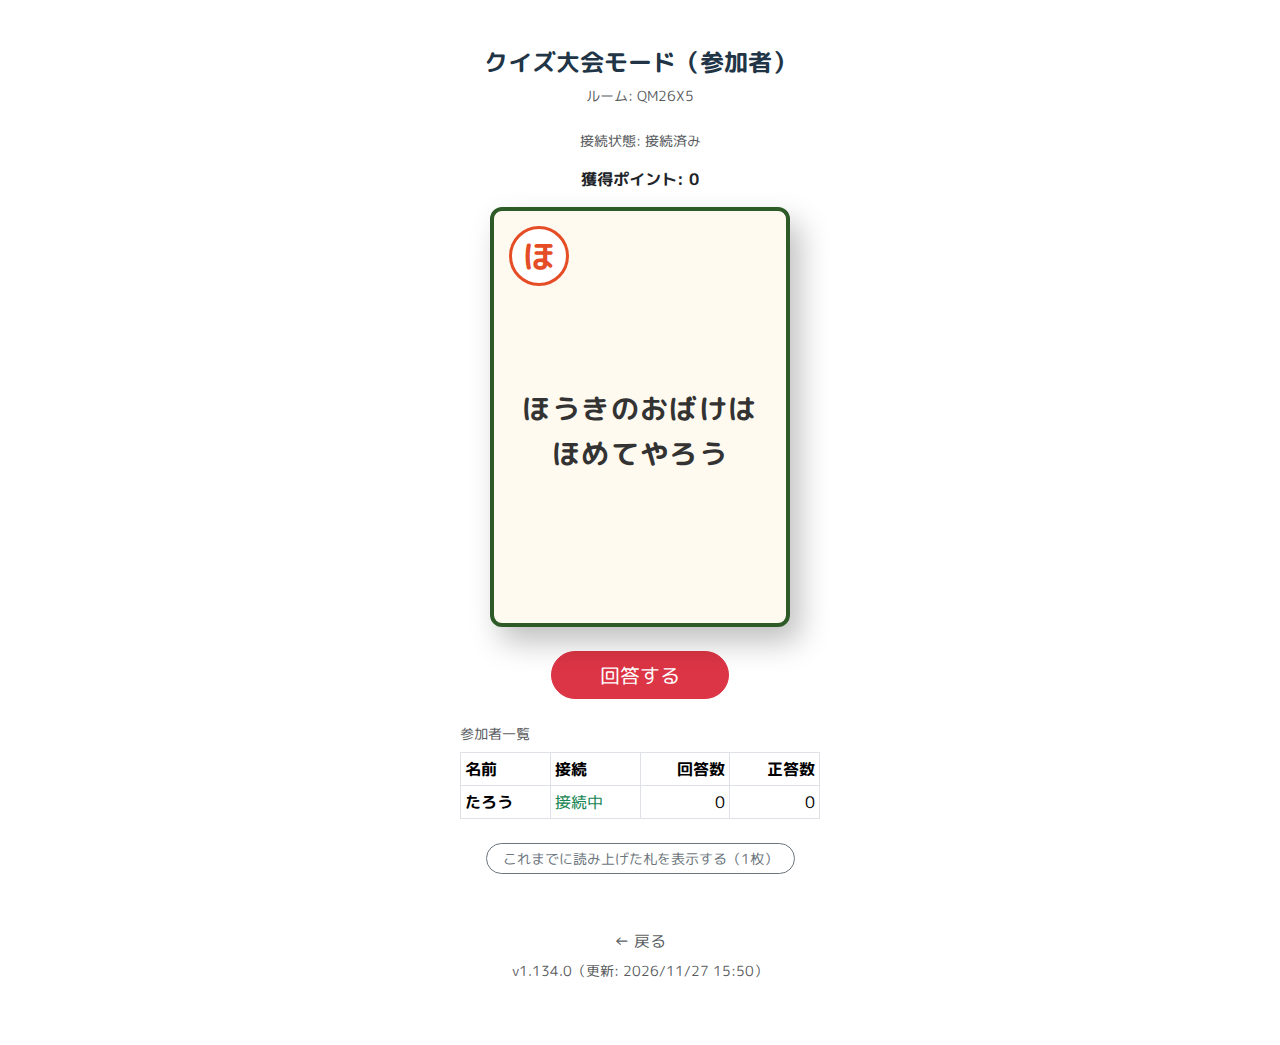 クイズ大会モード（参加者）
ルーム: QM26X5
接続状態: 接続済み
獲得ポイント: 0
ほ
ほうきのおばけは
ほめてやろう
回答する
参加者一覧
名前 接続 回答数 正答数
たろう 接続中 0 0
これまでに読み上げた札を表示する（1枚）
← 戻る
v1.134.0（更新: 2026/11/27 15:50）